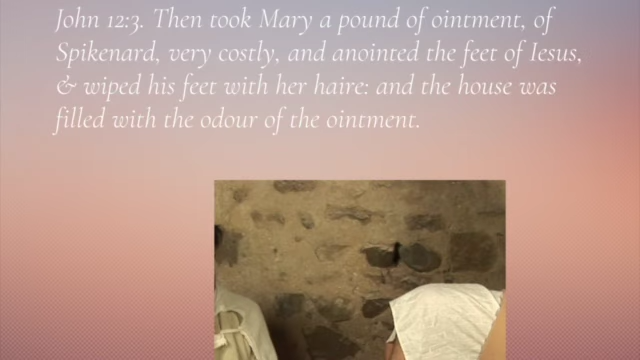 John 12:3. Then took Mary a pound of ointment, of
Spikenard, very costly, and anointed the feet of Iesus,
& wiped his feet with her haire: and the house was
filled with the odour of the ointment.